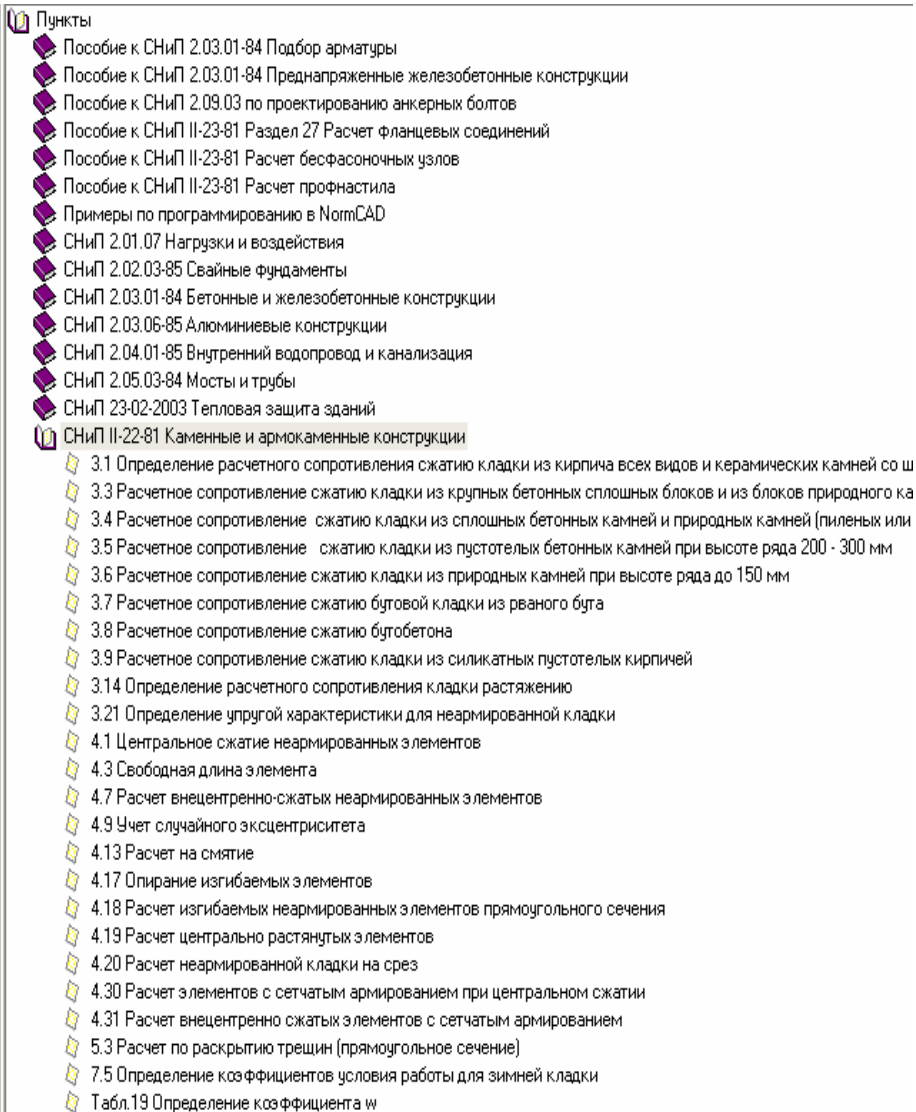 Пункты
Пособие к СНиП 2.03.01-84 Подбор арматуры
Пособие к СНиП 2.03.01-84 Преднапряженные железобетонные конструкции
Пособие к СНиП 2.09.03 по проектированию анкерных болтов
Пособие к СНиП II-23-81 Раздел 27 Расчет фланцевых соединений
Пособие к СНиП II-23-81 Расчет бесфасоночных узлов
Пособие к СНиП II-23-81 Расчет профнастила
Примеры по программированию в NormCAD
СНиП 2.01.07 Нагрузки и воздействия
СНиП 2.02.03-85 Свайные фундаменты
СНиП 2.03.01-84 Бетонные и железобетонные конструкции
СНиП 2.03.06-85 Алюминиевые конструкции
СНиП 2.04.01-85 Внутренний водопровод и канализация
СНиП 2.05.03-84 Мосты и трубы
СНиП 23-02-2003 Тепловая защита зданий
СНиП II-22-81 Каменные и армокаменные конструкции
3.1 Определение расчетного сопротивления сжатию кладки из кирпича всех видов и керамических камней со щ
3.3 Расчетное сопротивление сжатию кладки из крупных бетонных сплошных блоков и из блоков природного ка
3.4 Расчетное сопротивление сжатию кладки из сплошных бетонных камней и природных камней (пиленых или
3.5 Расчетное сопротивление сжатию кладки из пустотелых бетонных камней при высоте ряда 200 - 300 мм
3.6 Расчетное сопротивление сжатию кладки из природных камней при высоте ряда до 150 мм
3.7 Расчетное сопротивление сжатию бутовой кладки из рваного бута
3.8 Расчетное сопротивление сжатию бутобетона
3.9 Расчетное сопротивление сжатию кладки из силикатных пустотелых кирпичей
3.14 Определение расчетного сопротивления кладки растяжению
3.21 Определение упругой характеристики для неармированной кладки
4.1 Центральное сжатие неармированных элементов
4.3 Свободная длина элемента
4.7 Расчет внецентренно-сжатых неармированных элементов
4.9 Учет случайного эксцентриситета
4.13 Расчет на смятие
4.17 Опирание изгибаемых элементов
4.18 Расчет изгибаемых неармированных элементов прямоугольного сечения
4.19 Расчет центрально растянутых элементов
4.20 Расчет неармированной кладки на срез
4.30 Расчет элементов с сетчатым армированием при центральном сжатии
4.31 Расчет внецентренно сжатых элементов с сетчатым армированием
5.3 Расчет по раскрытию трещин (прямоугольное сечение)
7.5 Определение коэффициентов условия работы для зимней кладки
Табл.19 Определение коэффициента w